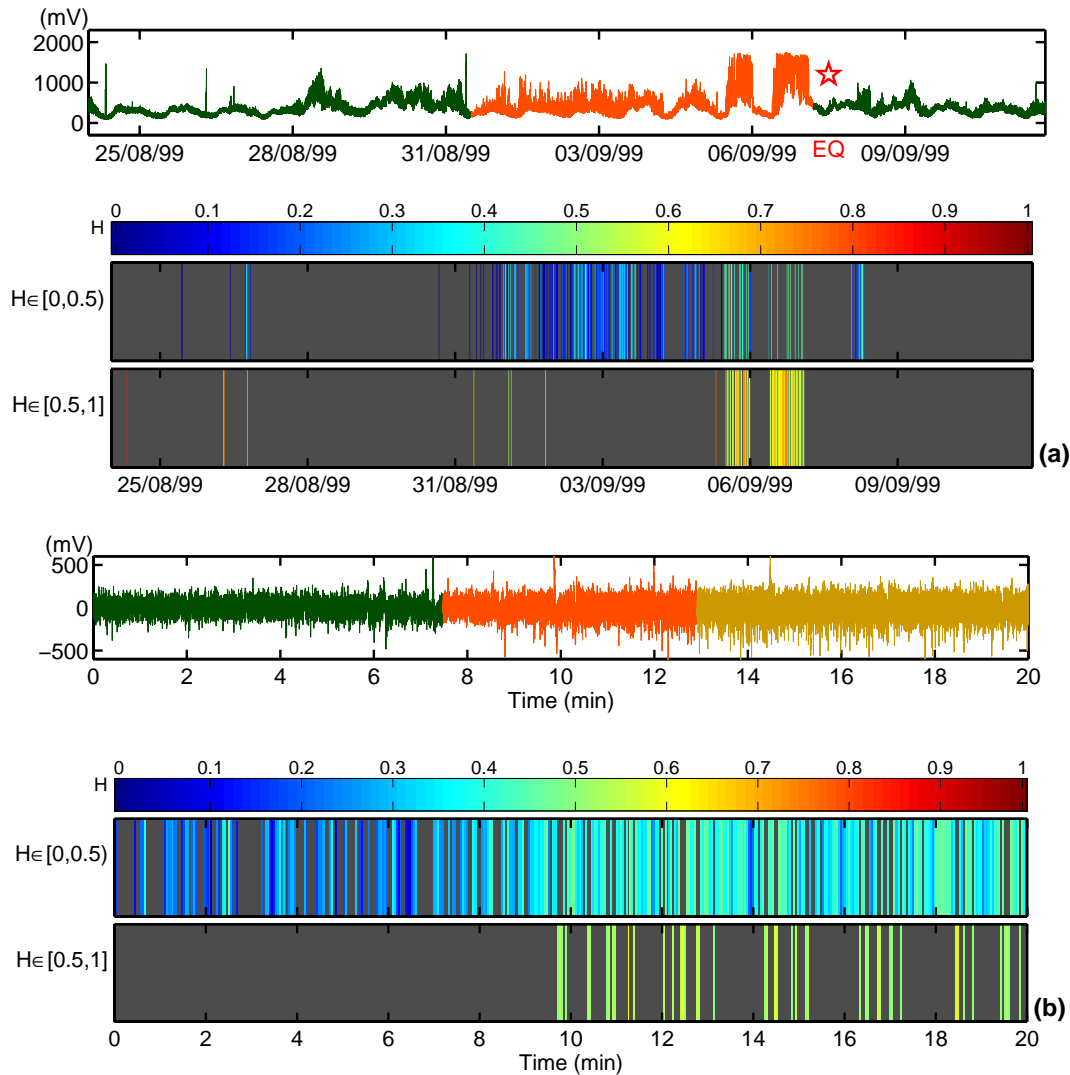 (mV)
2000
1000
0
25/08/99 28/08/99 31/08/99 03/09/99 06/09/99 09/09/99
EQ
H
0 0.1 0.2 0.3 0.4 0.5 0.6 0.7 0.8 0.9 1
H∈[0,0.5)
H∈[0.5,1]
(a)
25/08/99 28/08/99 31/08/99 03/09/99 06/09/99 09/09/99
(mV)
500
0
−500
0 2 4 6 8 10 12 14 16 18 20
Time (min)
0 0.1 0.2 0.3 0.4 0.5 0.6 0.7 0.8 0.9 1
H
H∈[0,0.5)
H∈[0.5,1]
(b)
0 2 4 6 8 10 12 14 16 18 20
Time (min)